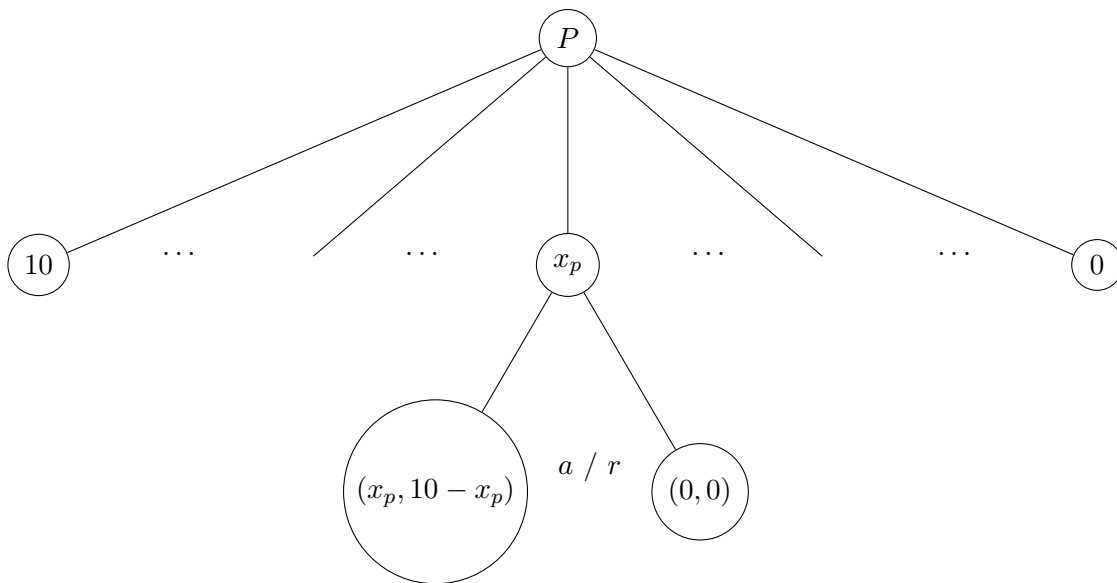 P
10 ... ... x_p ... ... 0
a / r
(x_p, 10 − x_p) (0, 0)